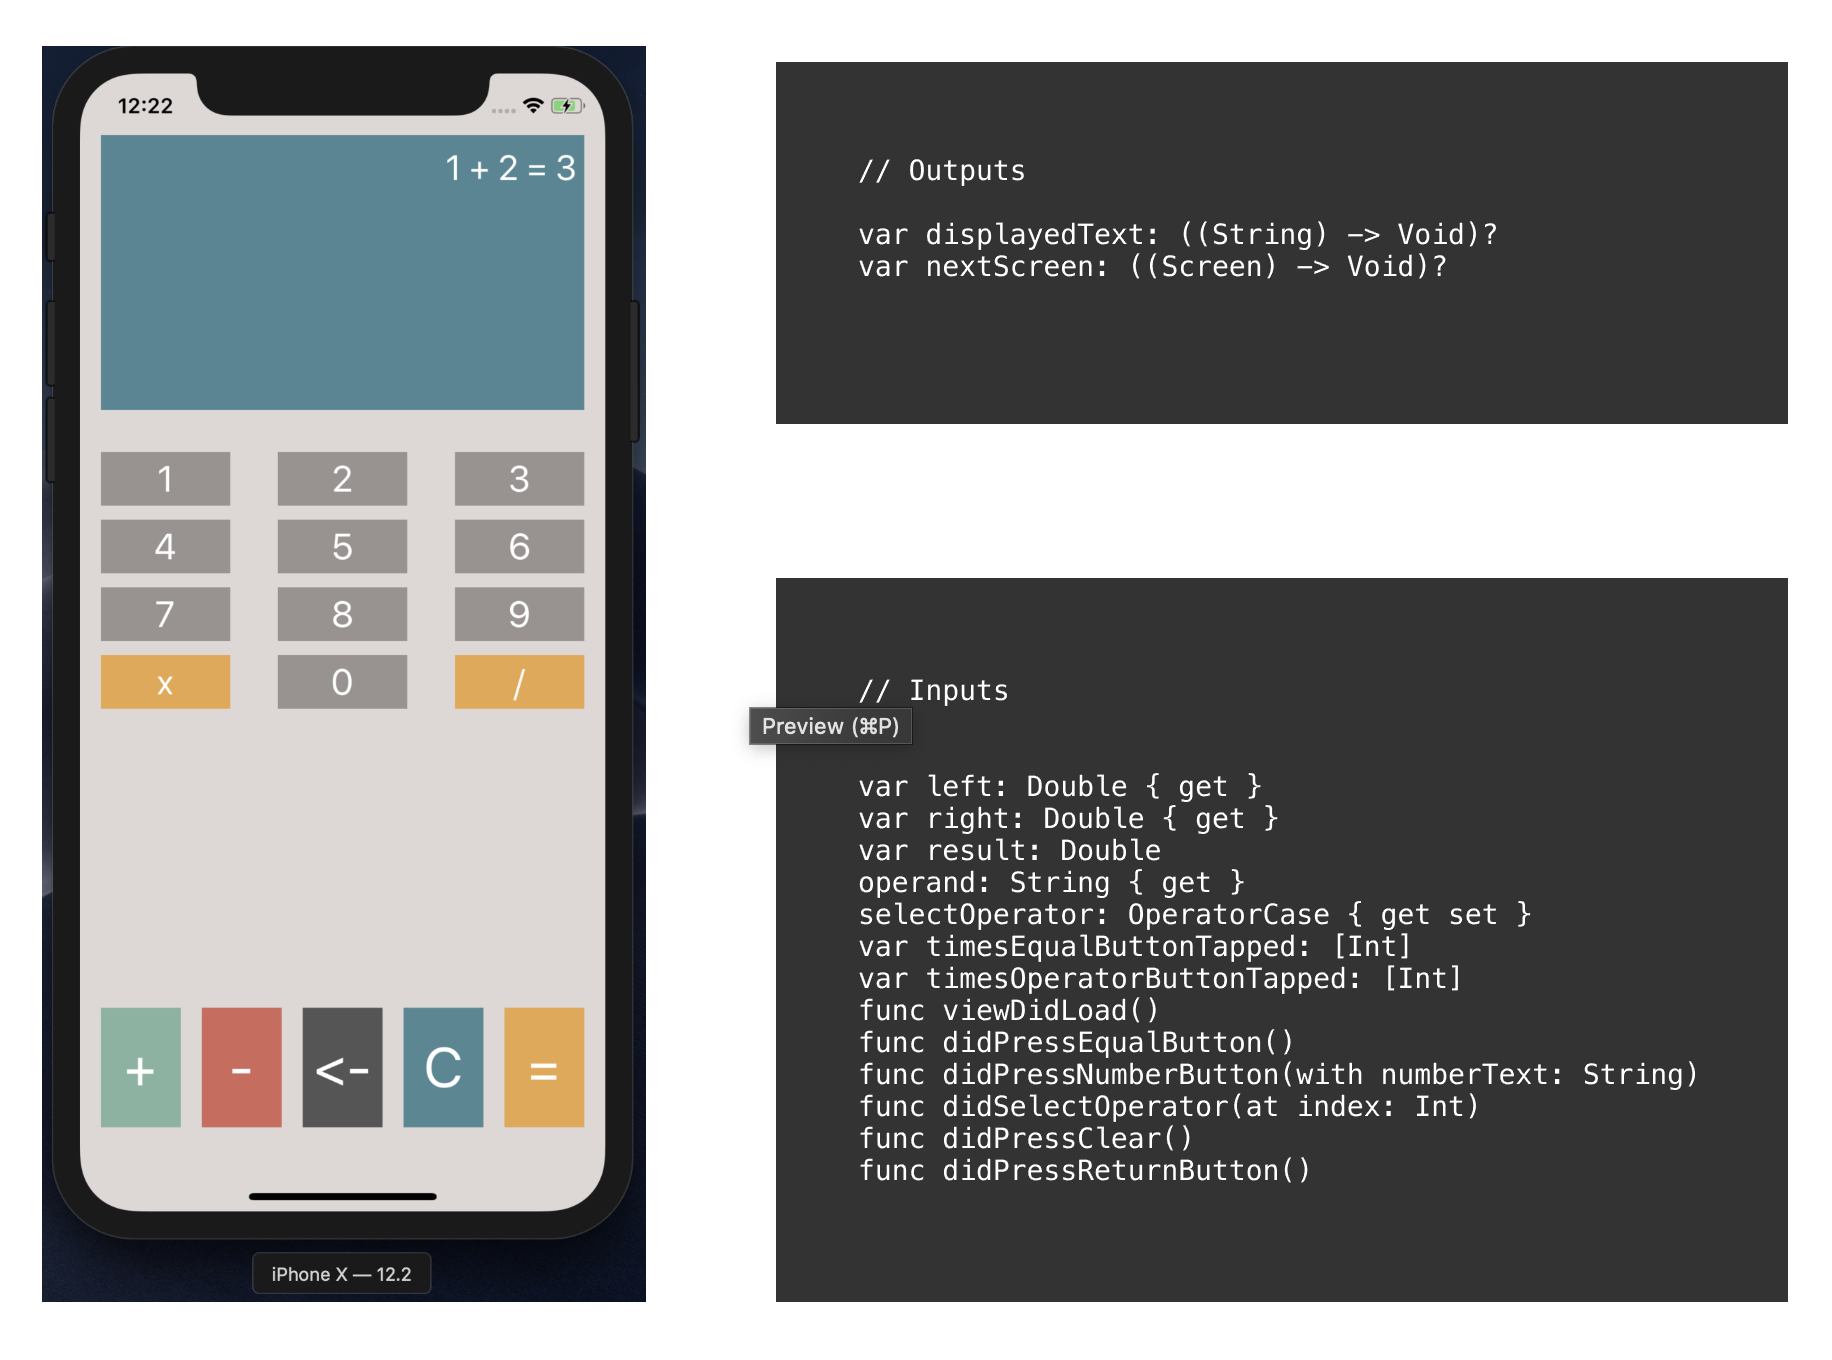 12:22
1 + 2 = 3
1 2 3
4 5 6
7 8 9
x 0 /
+ - <- C =
iPhone X — 12.2
// Outputs
var displayedText: ((String) -> Void)?
var nextScreen: ((Screen) -> Void)?
// Inputs
Preview (⌘P)
var left: Double { get }
var right: Double { get }
var result: Double
operand: String { get }
selectOperator: OperatorCase { get set }
var timesEqualButtonTapped: [Int]
var timesOperatorButtonTapped: [Int]
func viewDidLoad()
func didPressEqualButton()
func didPressNumberButton(with numberText: String)
func didSelectOperator(at index: Int)
func didPressClear()
func didPressReturnButton()